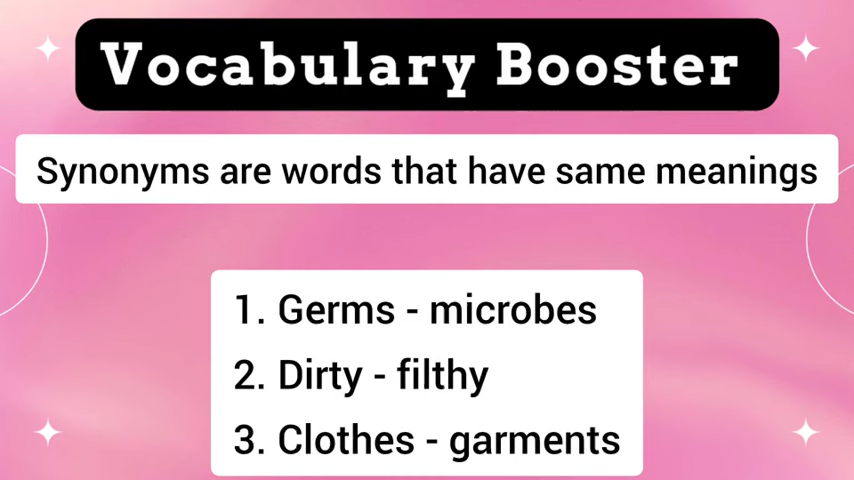 Vocabulary Booster
Synonyms are words that have same meanings
1. Germs - microbes
2. Dirty - filthy
3. Clothes - garments